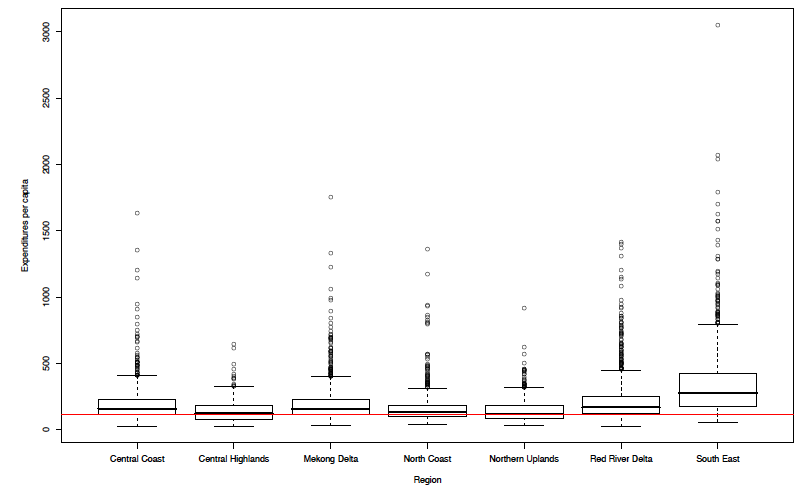 Expenditures per capita
3000
2500
2000
1500
1000
500
0
Central Coast Central Highlands Mekong Delta North Coast Northern Uplands Red River Delta South East
Region